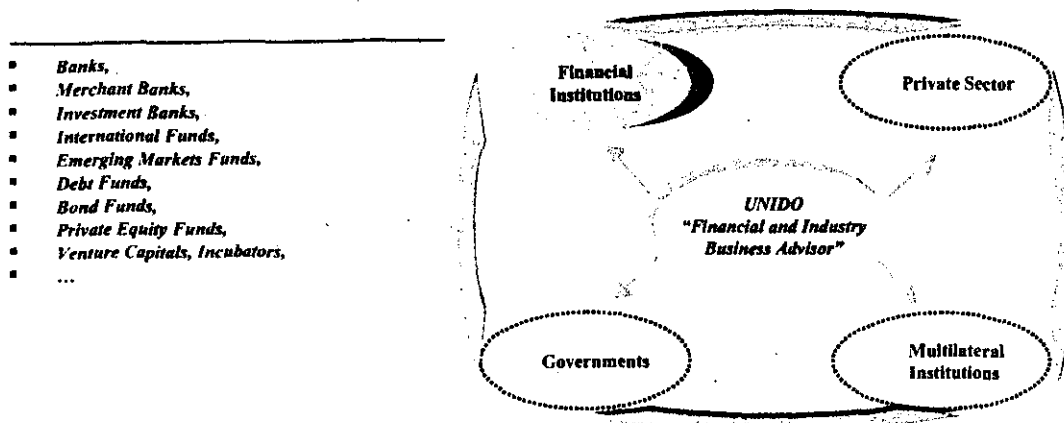 Banks,
Merchant Banks,
Investment Banks,
International Funds,
Emerging Markets Funds,
Debt Funds,
Bond Funds,
Private Equity Funds,
Venture Capitals, Incubators,
...
Financial
Institutions
Private Sector
UNIDO
"Financial and Industry
Business Advisor"
Governments
Multilateral
Institutions